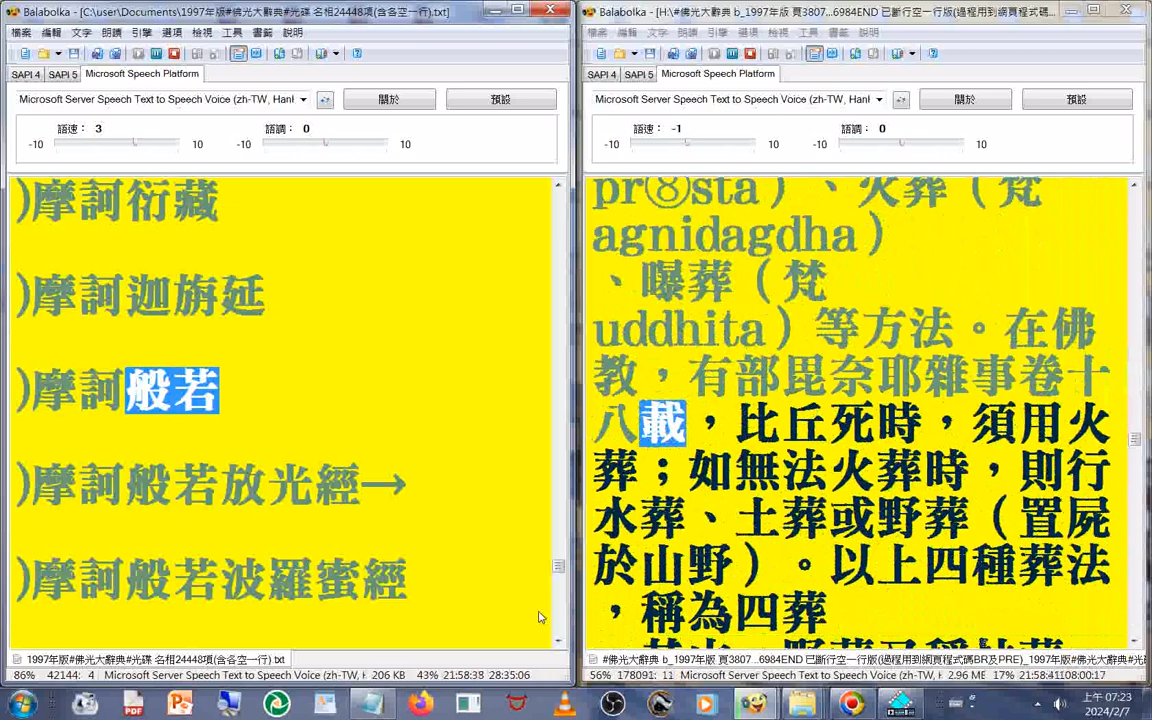 Balabolka - [C:\user\Documents\1997年版#佛光大辭典#光碟 名相24448項(含各空一行).txt]
檔案 編輯 文字 朗讀 引擎 選項 檢視 工具 書籤 說明
SAPI 4 SAPI 5 Microsoft Speech Platform
Microsoft Server Speech Text to Speech Voice (zh-TW, Hanl
關於
預設
語速： 3
語調： 0
-10 10 -10 10
)摩訶衍藏
)摩訶迦旃延
)摩訶般若
)摩訶般若放光經→
)摩訶般若波羅蜜經
1997年版#佛光大辭典#光碟 名相24448項(含各空一行).txt
86% 42144: 4 Microsoft Server Speech Text to Speech Voice (zh-TW, 206 KB 43% 21:58:38 28:35:06
Balabolka - [H:\#佛光大辭典 b_1997年版 頁3807...6984END 已斷行空一行版(過程用到網頁程式碼...
檔案 編輯 文字 朗讀 引擎 選項 檢視 工具 書籤 說明
SAPI 4 SAPI 5 Microsoft Speech Platform
Microsoft Server Speech Text to Speech Voice (zh-TW, Hanl
關於
預設
語速： -1
語調： 0
-10 10 -10 10
pr⑧sta）、火葬（梵
agnidagdha）
、曝葬（梵
uddhita）等方法。在佛
教，有部毘奈耶雜事卷十
八載，比丘死時，須用火
葬；如無法火葬時，則行
水葬、土葬或野葬（置屍
於山野）。以上四種葬法
，稱為四葬
#佛光大辭典 b_1997年版 頁3807...6984END 已斷行空一行版(過程用到網頁程式碼BR及PRE)_1997年版#佛光
56% 178091: 11 Microsoft Server Speech Text to Speech Voice (zh-TW, 2.96 ME 17% 21:58:41/108:00:17
上午 07:23
2024/2/7